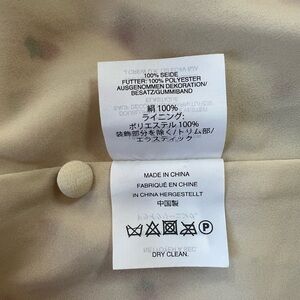 100% SEIDE
FUTTER: 100% POLYESTER
AUSGENOMMEN DEKORATION/
BESATZ/GUMMIBAND
絹 100%
ライニング:
ポリエステル 100%
装飾部分を除く/トリム部/
エラスティック
MADE IN CHINA
FABRIQUÉ EN CHINE
IN CHINA HERGESTELLT
中国製
P
DRY CLEAN.